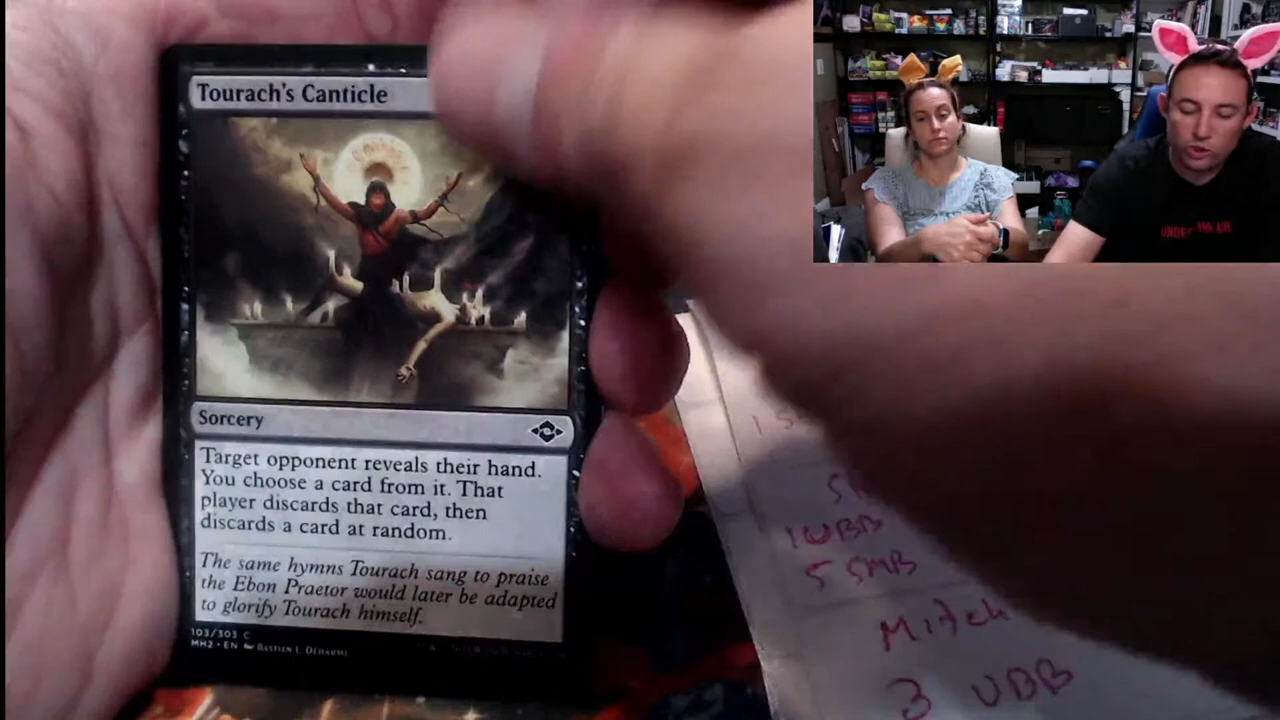 Tourach's Canticle
Sorcery
Target opponent reveals their hand.
You choose a card from it. That
player discards that card, then
discards a card at random.
The same hymns Tourach sang to praise
the Ebon Praetor would later be adapted
to glorify Tourach himself.
103/303 C
MH2 • EN Bastien L. Deharme
5 SMB
Mitch
3 UBB